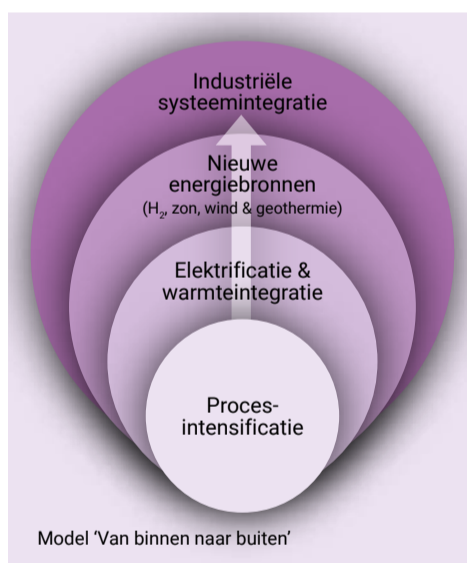 Industriële
systeemintegratie
Nieuwe
energiebronnen
(H₂, zon, wind & geothermie)
Elektrificatie &
warmteintegratie
Proces-
intensificatie
Model ‘Van binnen naar buiten’